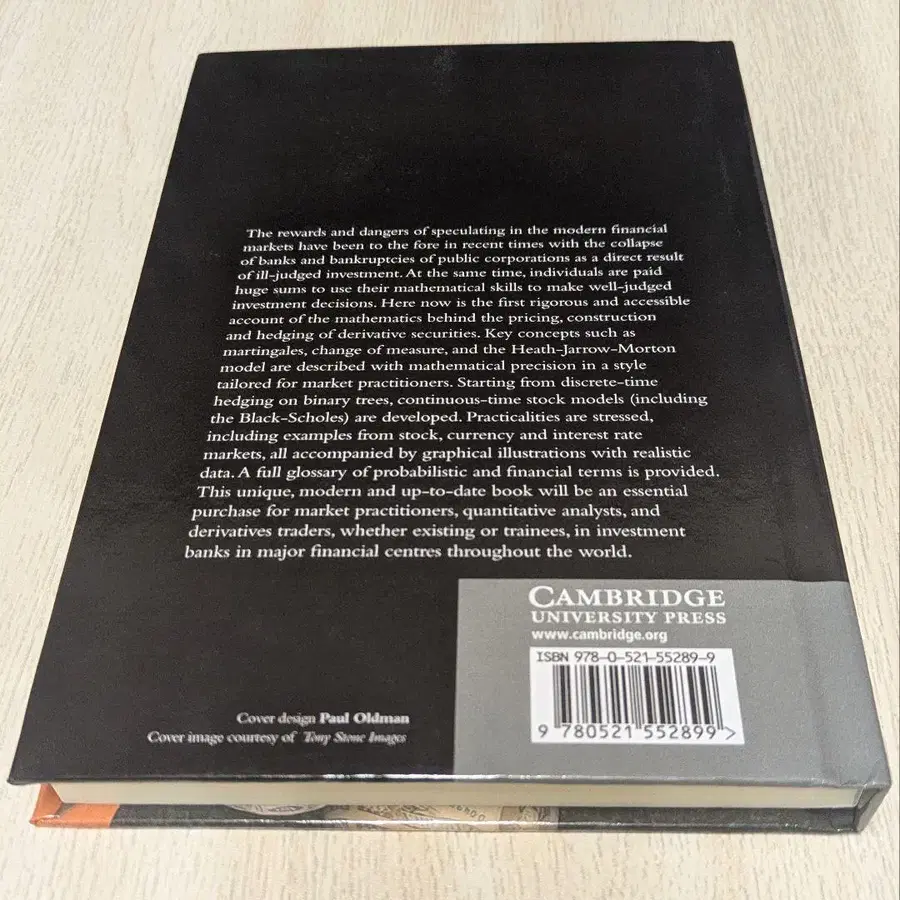 The rewards and dangers of speculating in the modern financial
markets have been to the fore in recent times with the collapse
of banks and bankruptcies of public corporations as a direct result
of ill-judged investment. At the same time, individuals are paid
huge sums to use their mathematical skills to make well-judged
investment decisions. Here now is the first rigorous and accessible
account of the mathematics behind the pricing, construction
and hedging of derivative securities. Key concepts such as
martingales, change of measure, and the Heath-Jarrow-Morton
model are described with mathematical precision in a style
tailored for market practitioners. Starting from discrete-time
hedging on binary trees, continuous-time stock models (including
the Black-Scholes) are developed. Practicalities are stressed,
including examples from stock, currency and interest rate
markets, all accompanied by graphical illustrations with realistic
data. A full glossary of probabilistic and financial terms is provided.
This unique, modern and up-to-date book will be an essential
purchase for market practitioners, quantitative analysts, and
derivatives traders, whether existing or trainees, in investment
banks in major financial centres throughout the world.
CAMBRIDGE
UNIVERSITY PRESS
www.cambridge.org
ISBN 978-0-521-55289-9
9 780521 552899 >
Cover design Paul Oldman
Cover image courtesy of Tony Stone Images